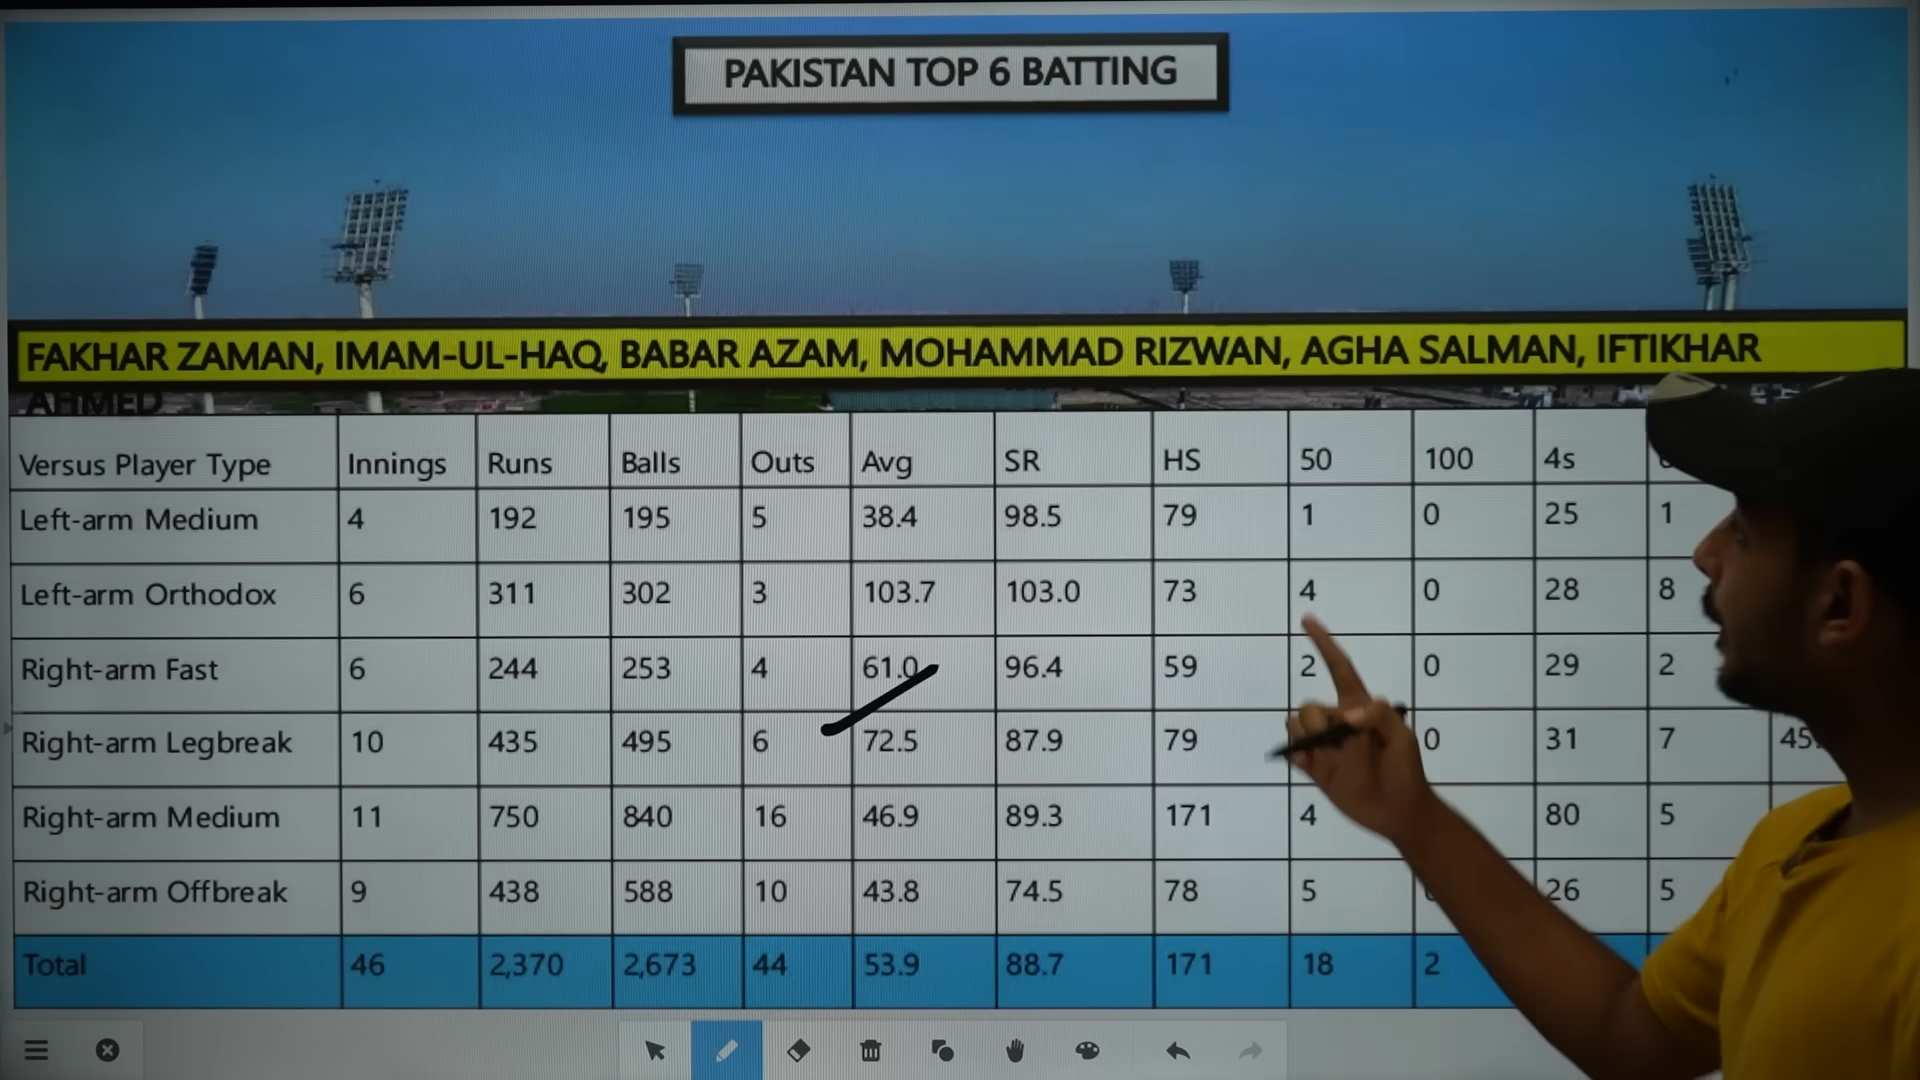 PAKISTAN TOP 6 BATTING
FAKHAR ZAMAN, IMAM-UL-HAQ, BABAR AZAM, MOHAMMAD RIZWAN, AGHA SALMAN, IFTIKHAR
AHMED
Versus Player Type Innings Runs Balls Outs Avg SR HS 50 100 4s
Left-arm Medium 4 192 195 5 38.4 98.5 79 1 0 25 1
Left-arm Orthodox 6 311 302 3 103.7 103.0 73 4 0 28 8
Right-arm Fast 6 244 253 4 61.0 96.4 59 2 0 29 2
Right-arm Legbreak 10 435 495 6 72.5 87.9 79 0 31 7
Right-arm Medium 11 750 840 16 46.9 89.3 171 4 80 5
Right-arm Offbreak 9 438 588 10 43.8 74.5 78 5 26 5
Total 46 2,370 2,673 44 53.9 88.7 171 18 2